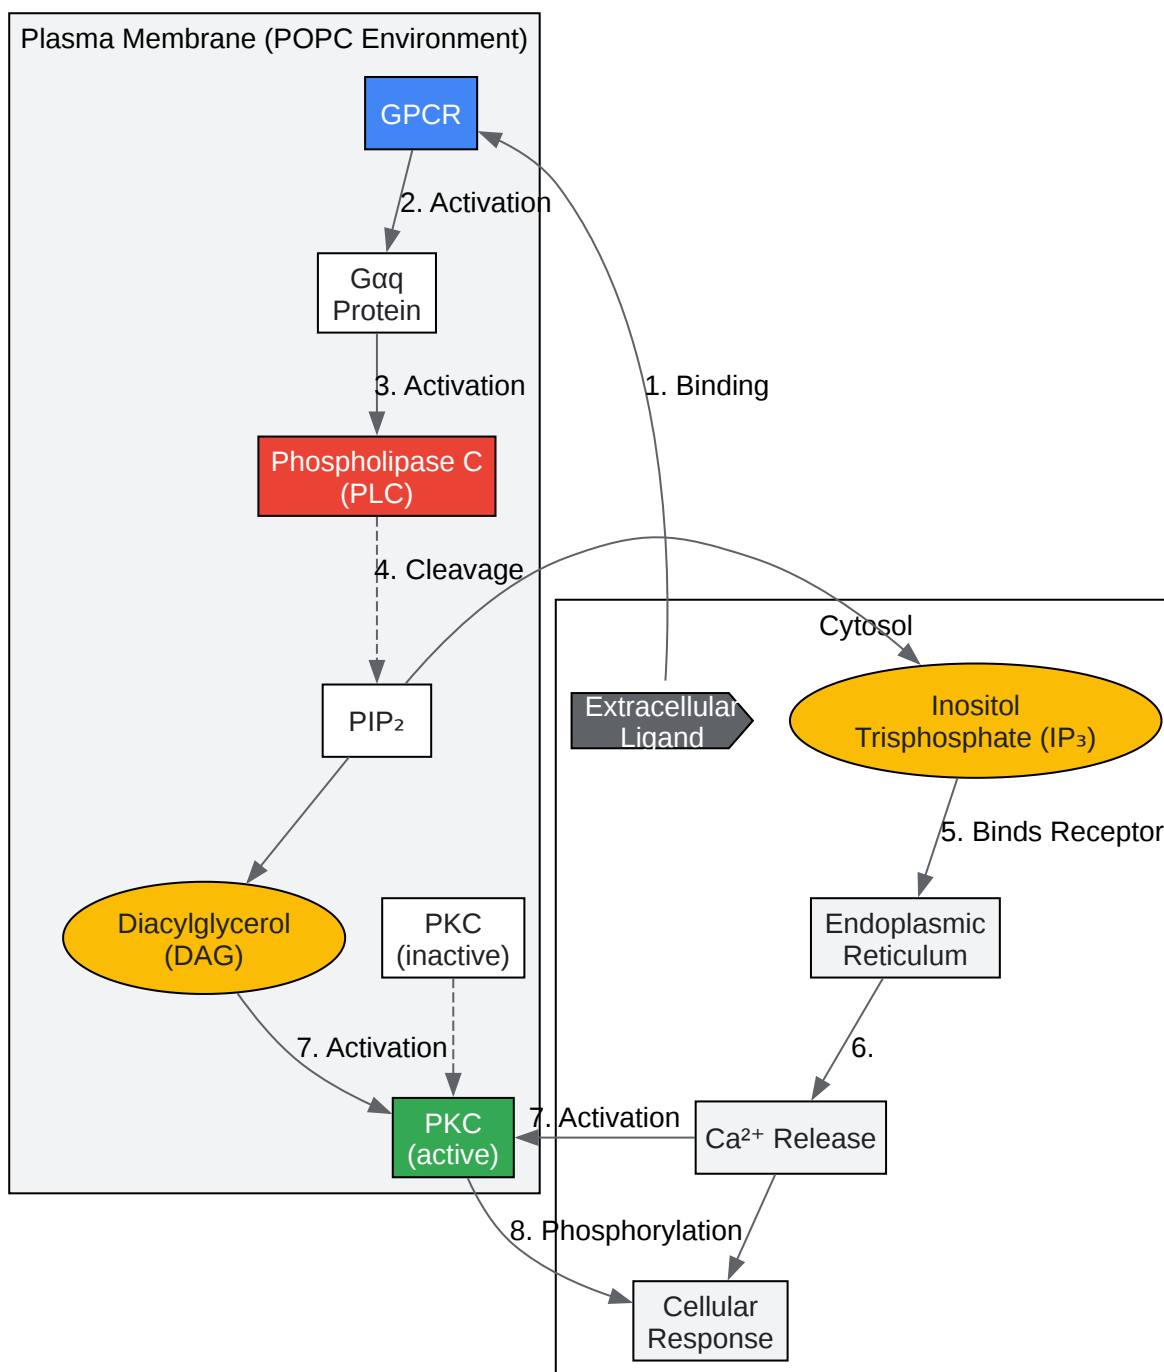 Plasma Membrane (POPC Environment)
GPCR
2. Activation
Gαq
Protein
3. Activation
1. Binding
Phospholipase C
(PLC)
4. Cleavage
Cytosol
PIP₂
Extracellular
Ligand
Inositol
Trisphosphate (IP₃)
5. Binds Receptor
Diacylglycerol
(DAG)
PKC
(inactive)
Endoplasmic
Reticulum
7. Activation
6.
PKC
(active)
7. Activation
Ca²⁺ Release
8. Phosphorylation
Cellular
Response